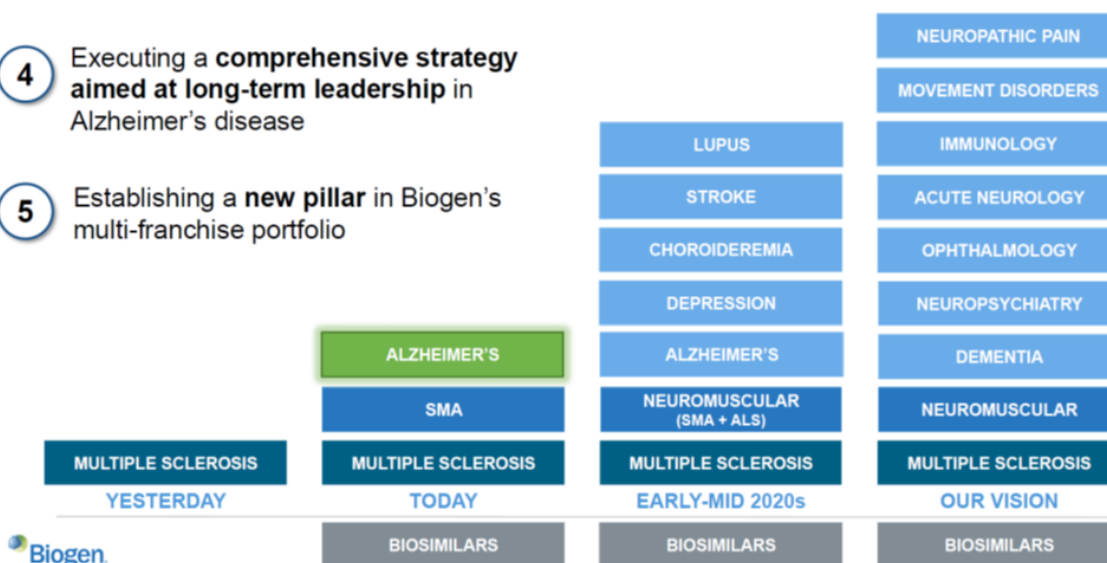 4
Executing a comprehensive strategy
aimed at long-term leadership in
Alzheimer’s disease
5
Establishing a new pillar in Biogen’s
multi-franchise portfolio
MULTIPLE SCLEROSIS
YESTERDAY
ALZHEIMER’S
SMA
MULTIPLE SCLEROSIS
TODAY
BIOSIMILARS
LUPUS
STROKE
CHOROIDEREMIA
DEPRESSION
ALZHEIMER’S
NEUROMUSCULAR
(SMA + ALS)
MULTIPLE SCLEROSIS
EARLY-MID 2020s
BIOSIMILARS
NEUROPATHIC PAIN
MOVEMENT DISORDERS
IMMUNOLOGY
ACUTE NEUROLOGY
OPHTHALMOLOGY
NEUROPSYCHIATRY
DEMENTIA
NEUROMUSCULAR
MULTIPLE SCLEROSIS
OUR VISION
BIOSIMILARS
Biogen.